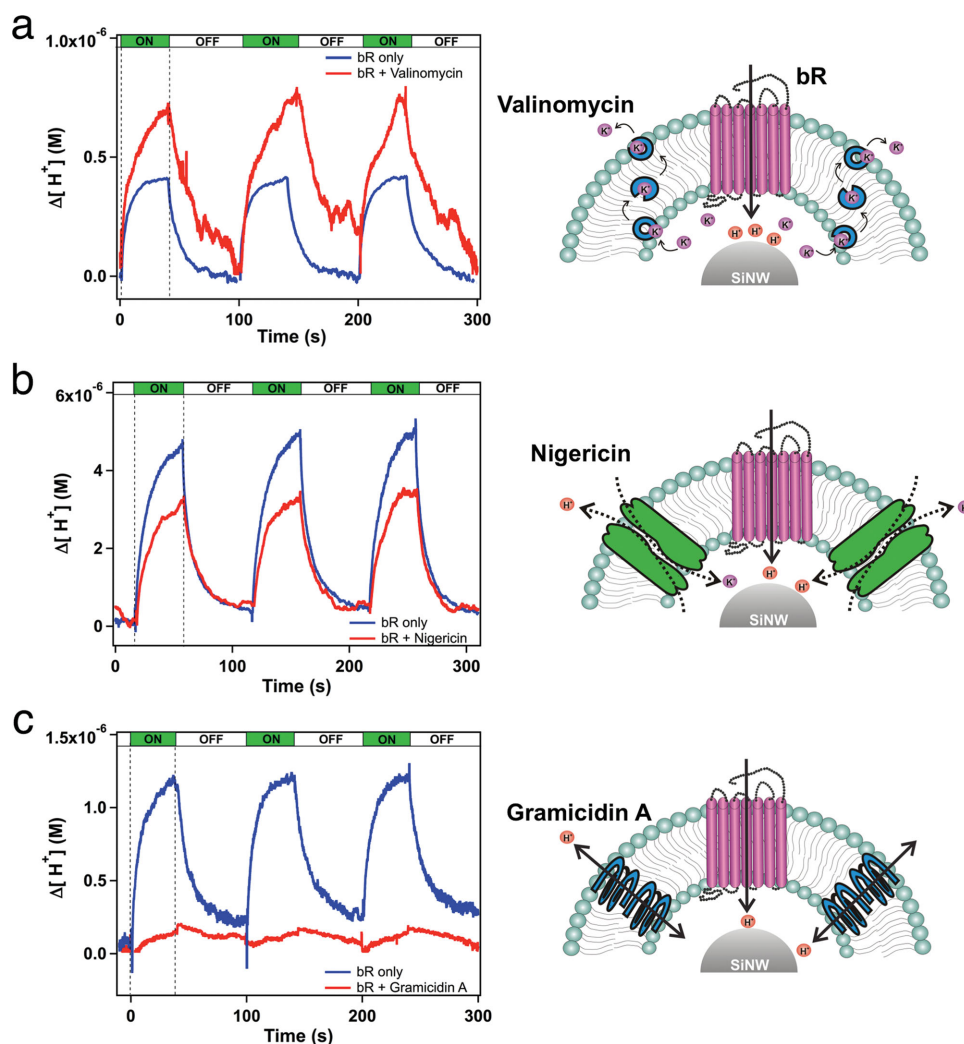 a
1.0x10⁻⁶
ON OFF ON OFF ON OFF
bR only
bR + Valinomycin
0.5
0.0
Δ[ H⁺] (M)
0 100 200 300
Time (s)
Valinomycin
bR
K⁺ K⁺ K⁺ K⁺ K⁺ K⁺
K⁺ K⁺ K⁺ K⁺ K⁺ K⁺
H⁺ H⁺ H⁺
SiNW
b
6x10⁻⁶
ON OFF ON OFF ON OFF
4
2
0
Δ[ H⁺] (M)
bR only
bR + Nigericin
0 100 200 300
Time (s)
Nigericin
H⁺
K⁺ H⁺ H⁺
SiNW
c
1.5x10⁻⁶
ON OFF ON OFF ON OFF
1.0
0.5
0.0
Δ[ H⁺] (M)
bR only
bR + Gramicidin A
0 100 200 300
Time (s)
Gramicidin A
H⁺
H⁺
H⁺
SiNW